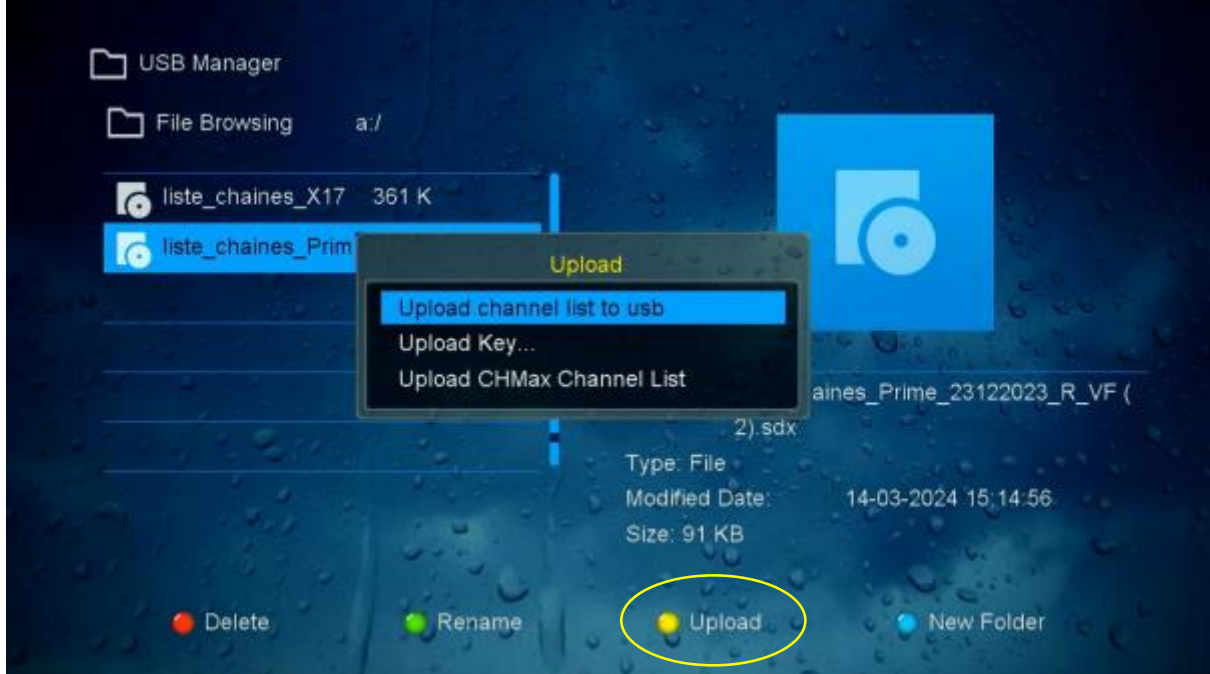 USB Manager
File Browsing a:/
liste_chaines_X17 361 K
liste_chaines_Prim
Upload
Upload channel list to usb
Upload Key...
Upload CHMax Channel List
aines_Prime_23122023_R_VF (
2).sdx
Type: File
Modified Date: 14-03-2024 15:14:56
Size: 91 KB
Delete Rename Upload New Folder